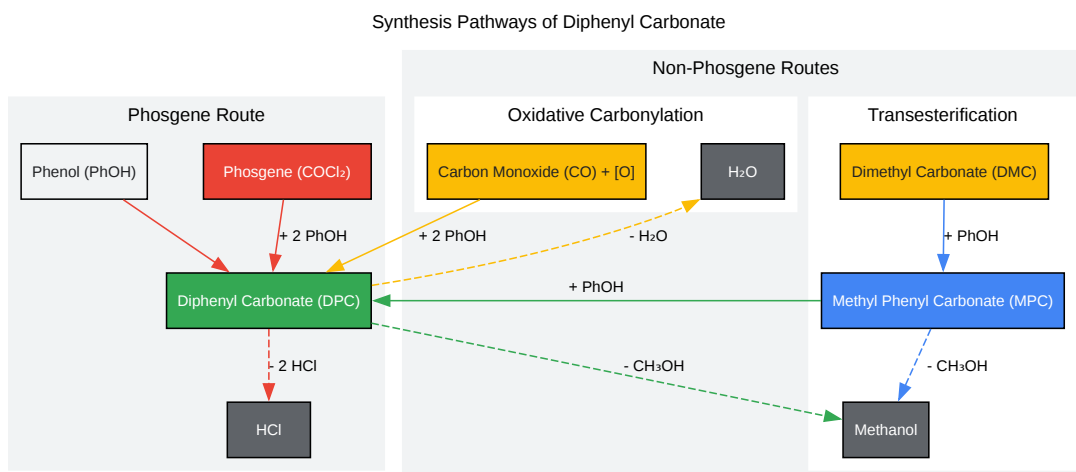 Synthesis Pathways of Diphenyl Carbonate
Non-Phosgene Routes
Phosgene Route
Oxidative Carbonylation
Transesterification
Phenol (PhOH)
Phosgene (COCl₂)
Carbon Monoxide (CO) + [O]
H₂O
Dimethyl Carbonate (DMC)
+ 2 PhOH
+ 2 PhOH
- H₂O
+ PhOH
Diphenyl Carbonate (DPC)
+ PhOH
Methyl Phenyl Carbonate (MPC)
- 2 HCl
- CH₃OH
- CH₃OH
HCl
Methanol